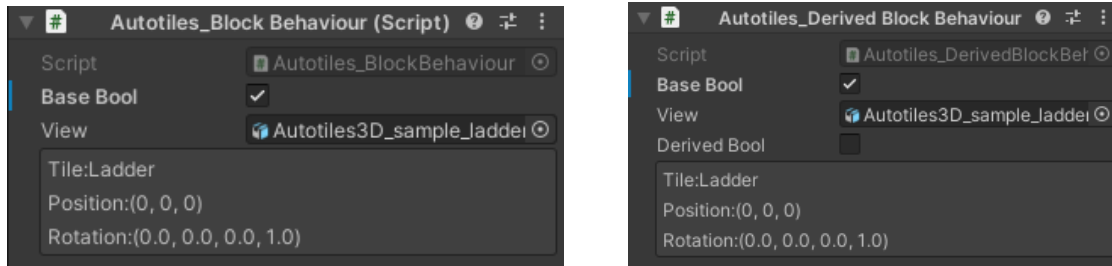 Autotiles_Block Behaviour (Script)
Script Autotiles_BlockBehaviour
Base Bool
View Autotiles3D_sample_ladder
Tile:Ladder
Position:(0, 0, 0)
Rotation:(0.0, 0.0, 0.0, 1.0)
Autotiles_Derived Block Behaviour
Script Autotiles_DerivedBlockBeh
Base Bool
View Autotiles3D_sample_ladder
Derived Bool
Tile:Ladder
Position:(0, 0, 0)
Rotation:(0.0, 0.0, 0.0, 1.0)